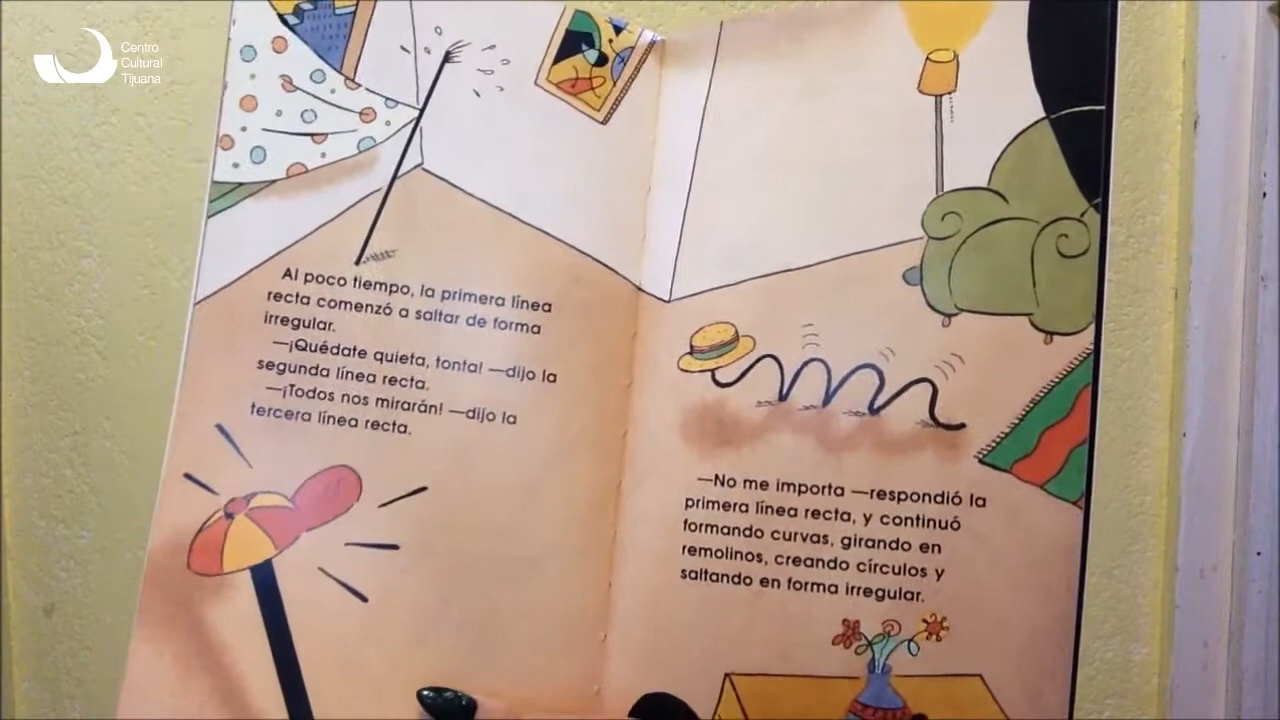 Centro
Cultural
Tijuana
Al poco tiempo, la primera línea
recta comenzó a saltar de forma
irregular.
—¡Quédate quieta, tonta! —dijo la
segunda línea recta.
—¡Todos nos mirarán! —dijo la
tercera línea recta.
—No me importa —respondió la
primera línea recta, y continuó
formando curvas, girando en
remolinos, creando círculos y
saltando en forma irregular.